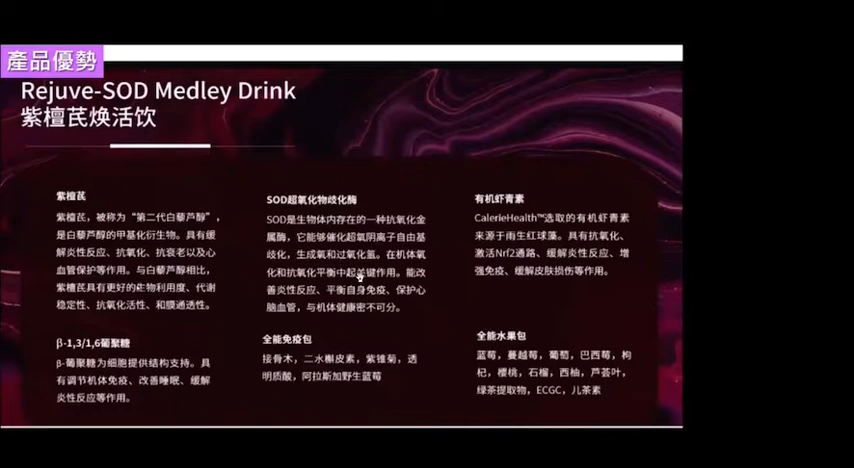 產品優勢
Rejuve-SOD Medley Drink
紫檀芪焕活饮
紫檀芪
紫檀芪，被称为“第二代白藜芦醇”，
是白藜芦醇的甲基化衍生物。具有缓
解炎性反应、抗氧化、抗衰老以及心
血管保护等作用。与白藜芦醇相比，
紫檀芪具有更好的生物利用度、代谢
稳定性、抗氧化活性、和膜通透性。
SOD超氧化物歧化酶
SOD是生物体内存在的一种抗氧化金
属酶，它能够催化超氧阴离子自由基
歧化，生成氧和过氧化氢。在机体氧
化和抗氧化平衡中起关键作用。能改
善炎性反应、平衡自身免疫、保护心
脑血管，与机体健康密不可分。
有机虾青素
CalerieHealth™选取的有机虾青素
来源于雨生红球藻。具有抗氧化、
激活Nrf2通路、缓解炎性反应、增
强免疫、缓解皮肤损伤等作用。
β-1,3/1,6葡聚糖
β-葡聚糖为细胞提供结构支持。具
有调节机体免疫、改善睡眠、缓解
炎性反应等作用。
全能免疫包
接骨木，二水槲皮素，紫锥菊，透
明质酸，阿拉斯加野生蓝莓
全能水果包
蓝莓，蔓越莓，葡萄，巴西莓，枸
杞，樱桃，石榴，西柚，芦荟叶，
绿茶提取物，ECGC，儿茶素